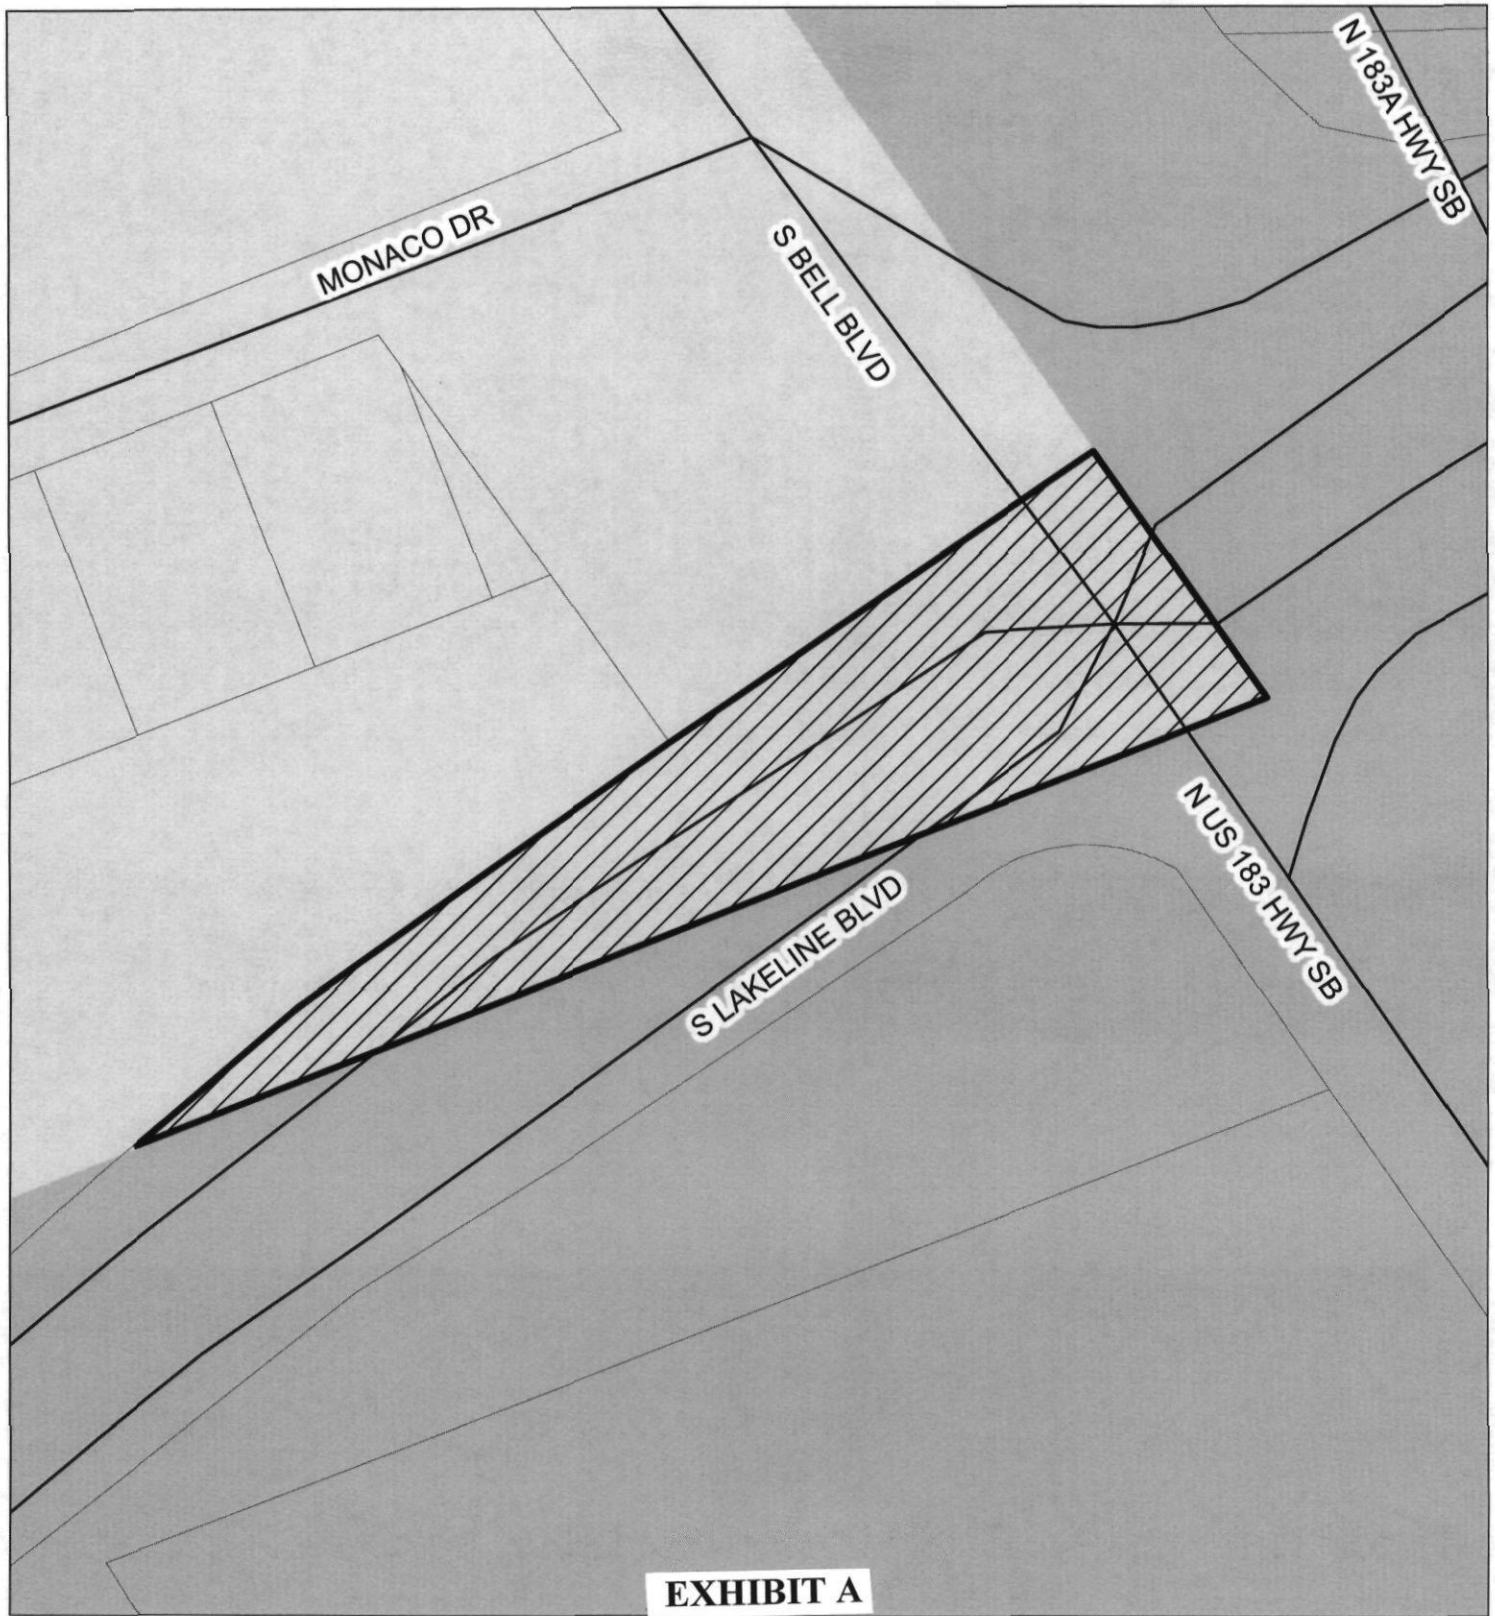 N 183A HWY SB
MONACO DR
S BELL BLVD
N US 183 HWY SB
S LAKELINE BLVD
EXHIBIT A